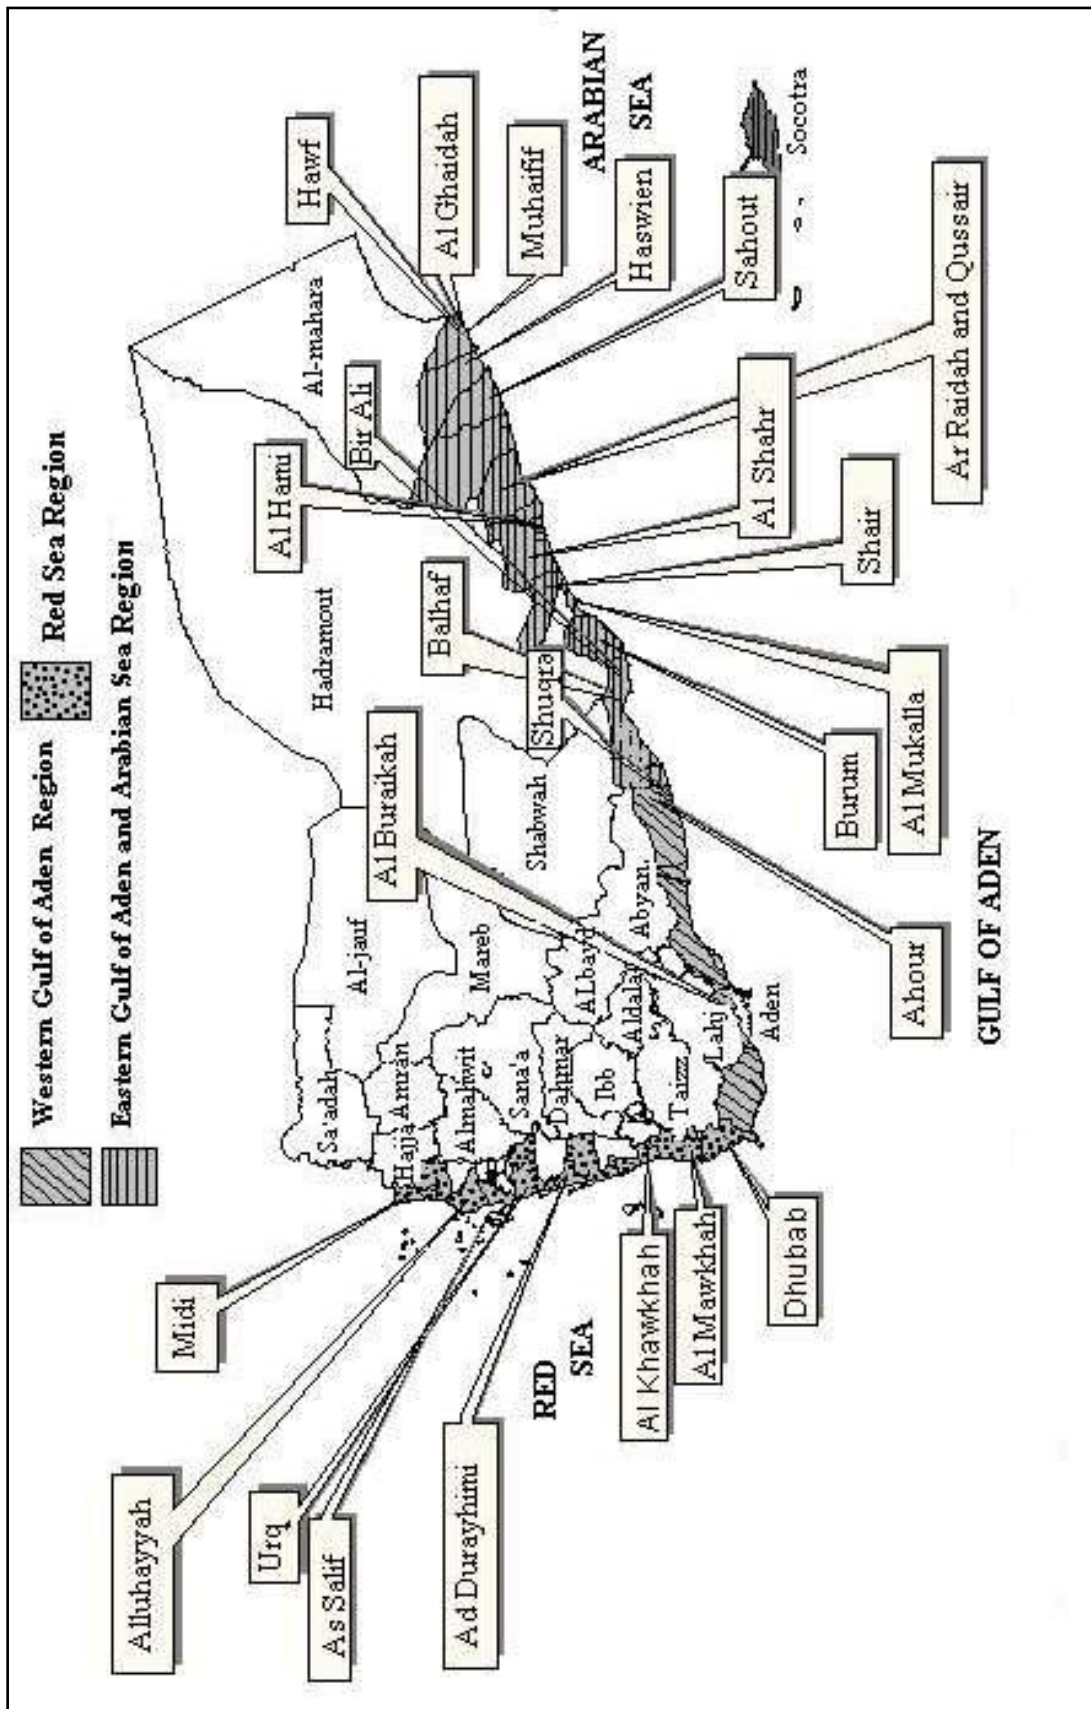 Western Gulf of Aden Region
Red Sea Region
Eastern Gulf of Aden and Arabian Sea Region
Midi
Alluhayyah
Urq
As Salif
Ad Durayhimi
RED
SEA
Al Khawkhah
Al Mawkhah
Dhubab
Sa'adah
Hajja
Amran
Almahwit
Sana'a
Dahmar
Ibb
Taizz
Lahj
Aldala
ALbayd
Abyan.
Aden
Al-jauf
Mareb
Shabwah
Hadramout
Al-mahara
Al Buraikah
Shuqra
Balhaf
Al Hami
Bir Ali
Hawf
Al Ghaidah
Muhaifif
ARABIAN
SEA
Haswien
Sahout
Socotra
Ar Raidah and Qussair
Al Shahr
Shair
Al Mukalla
Burum
Ahour
GULF OF ADEN